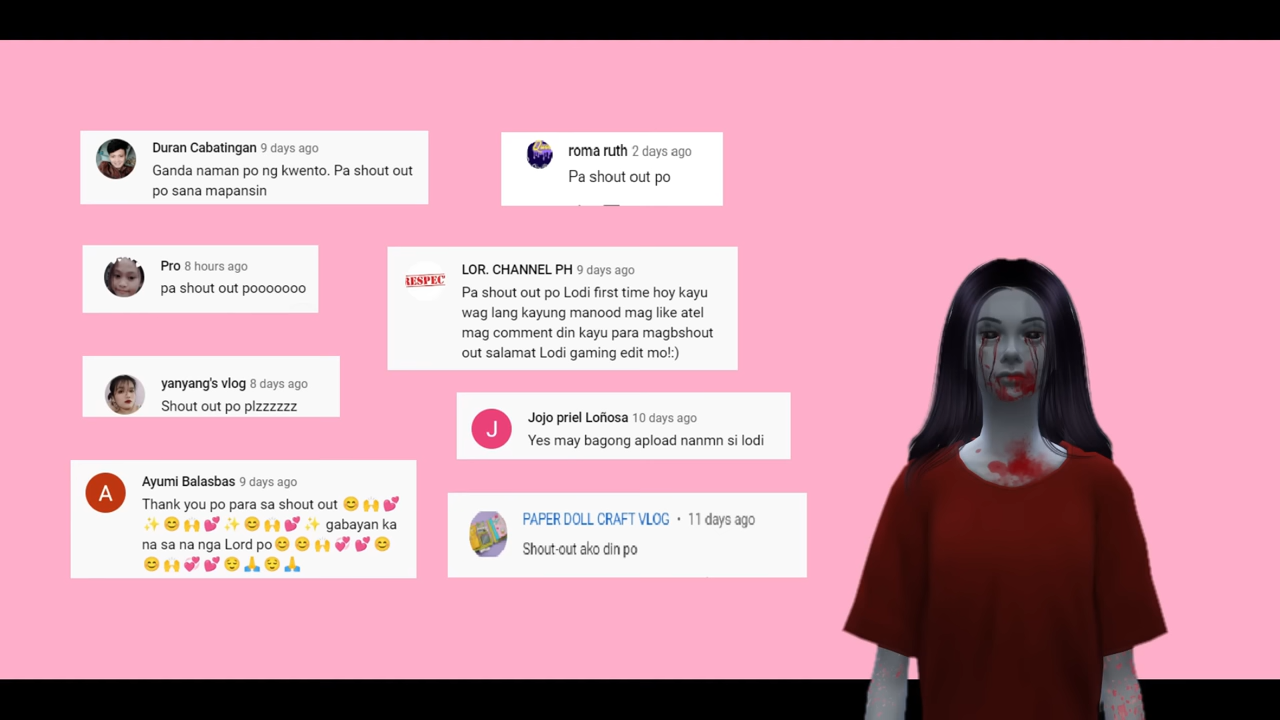 Duran Cabatingan 9 days ago
Ganda naman po ng kwento. Pa shout out
po sana mapansin
roma ruth 2 days ago
Pa shout out po
Pro 8 hours ago
pa shout out pooooooo
RESPEC
LOR. CHANNEL PH 9 days ago
Pa shout out po Lodi first time hoy kayu
wag lang kayung manood mag like atel
mag comment din kayu para magbshout
out salamat Lodi gaming edit mo!:)
yanyang's vlog 8 days ago
Shout out po plzzzzzz
J
Jojo priel Loñosa 10 days ago
Yes may bagong apload nanmn si lodi
A
Ayumi Balasbas 9 days ago
Thank you po para sa shout out 😊🙌💕
✨😊🙌💕✨😊🙌💕✨ gabayan ka
na sa na nga Lord po😊😊🙌💞💕😊
😊🙌💞💕😌🙏😌🙏
PAPER DOLL CRAFT VLOG • 11 days ago
Shout-out ako din po